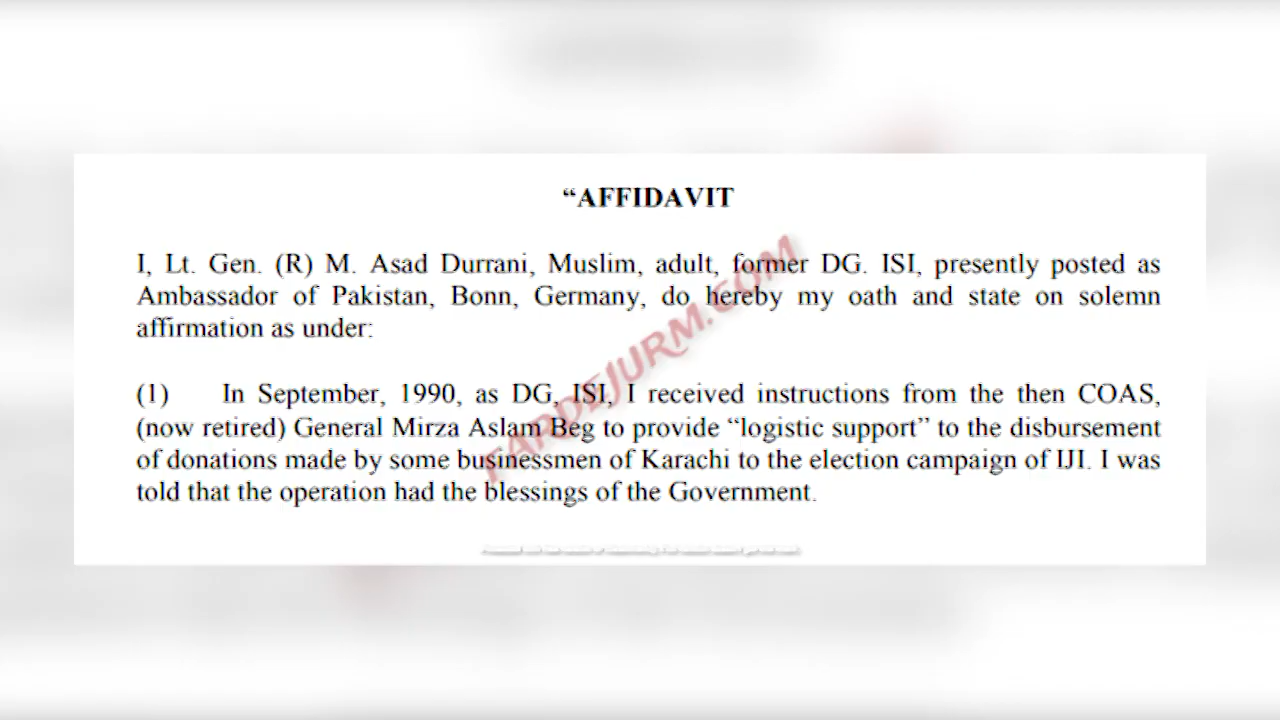 “AFFIDAVIT
I, Lt. Gen. (R) M. Asad Durrani, Muslim, adult, former DG. ISI, presently posted as
Ambassador of Pakistan, Bonn, Germany, do hereby my oath and state on solemn
affirmation as under:
(1) In September, 1990, as DG, ISI, I received instructions from the then COAS,
(now retired) General Mirza Aslam Beg to provide “logistic support” to the disbursement
of donations made by some businessmen of Karachi to the election campaign of IJI. I was
told that the operation had the blessings of the Government.
FARDEJURM.COM